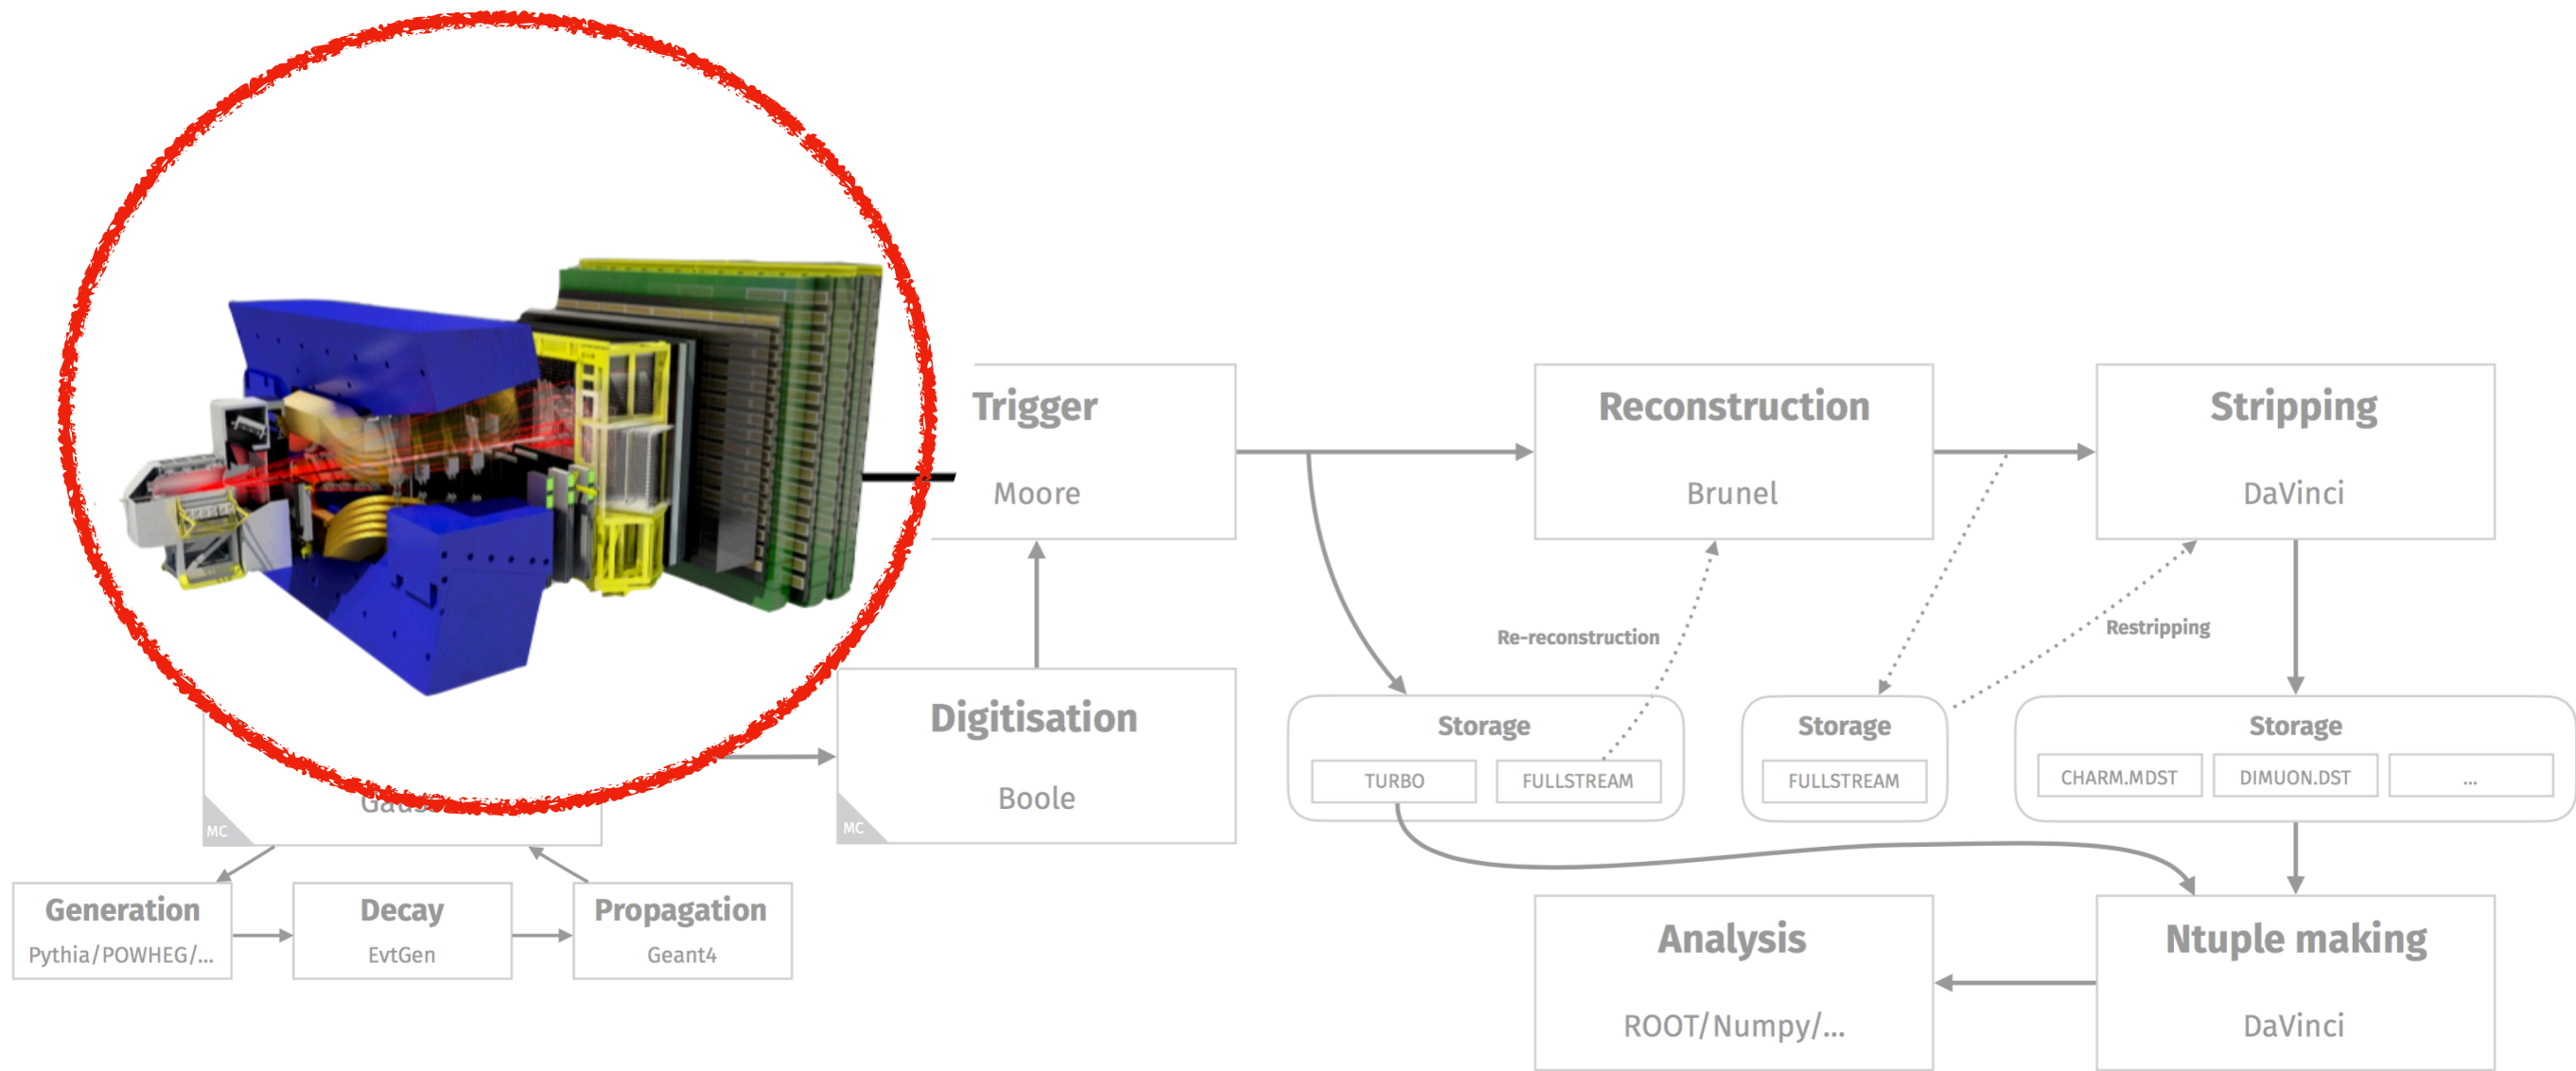 Trigger
Moore
Reconstruction
Brunel
Stripping
DaVinci
Re-reconstruction
Restripping
Digitisation
Boole
MC
MC
Storage
TURBO
FULLSTREAM
Storage
FULLSTREAM
Storage
CHARM.MDST
DIMUON.DST
...
Generation
Pythia/POWHEG/...
Decay
EvtGen
Propagation
Geant4
Analysis
ROOT/Numpy/...
Ntuple making
DaVinci